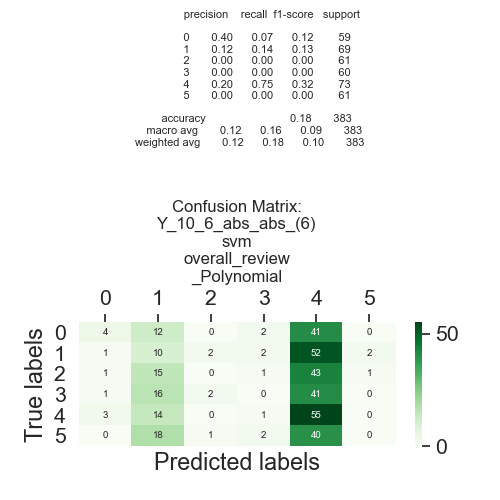 precision recall f1-score support
0 0.40 0.07 0.12 59
1 0.12 0.14 0.13 69
2 0.00 0.00 0.00 61
3 0.00 0.00 0.00 60
4 0.20 0.75 0.32 73
5 0.00 0.00 0.00 61
accuracy 0.18 383
macro avg 0.12 0.16 0.09 383
weighted avg 0.12 0.18 0.10 383
Confusion Matrix:
Y_10_6_abs_abs_(6)
svm
overall_review
_Polynomial
0 1 2 3 4 5
0 4 12 0 2 41 0
1 1 10 2 2 52 2
2 1 15 0 1 43 1
3 1 16 2 0 41 0
4 3 14 0 1 55 0
5 0 18 1 2 40 0
50
0
True labels
Predicted labels